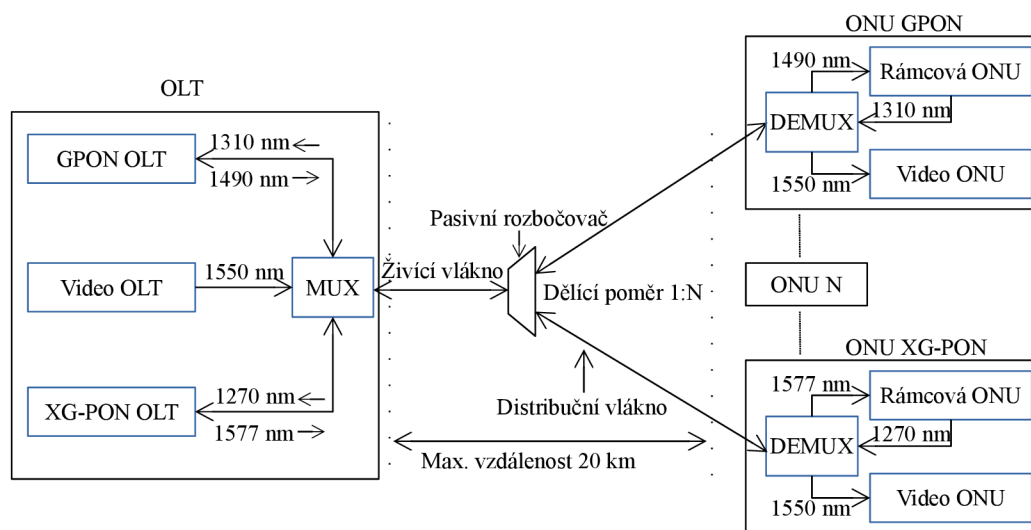 OLT
GPON OLT
1310 nm
1490 nm
Video OLT
1550 nm
MUX
XG-PON OLT
1270 nm
1577 nm
Živící vlákno
Pasivní rozbočovač
Dělící poměr 1:N
Distribuční vlákno
Max. vzdálenost 20 km
ONU GPON
1490 nm
Rámcová ONU
DEMUX
1310 nm
1550 nm
Video ONU
ONU N
ONU XG-PON
1577 nm
Rámcová ONU
DEMUX
1270 nm
1550 nm
Video ONU